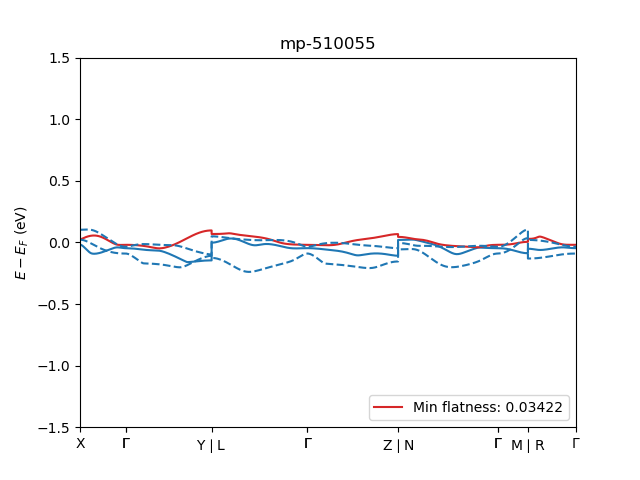 mp-510055
1.5
1.0
0.5
0.0
−0.5
−1.0
−1.5
E − E_F (eV)
Min flatness: 0.03422
X Γ Y | L Γ Z | N Γ M | R Γ